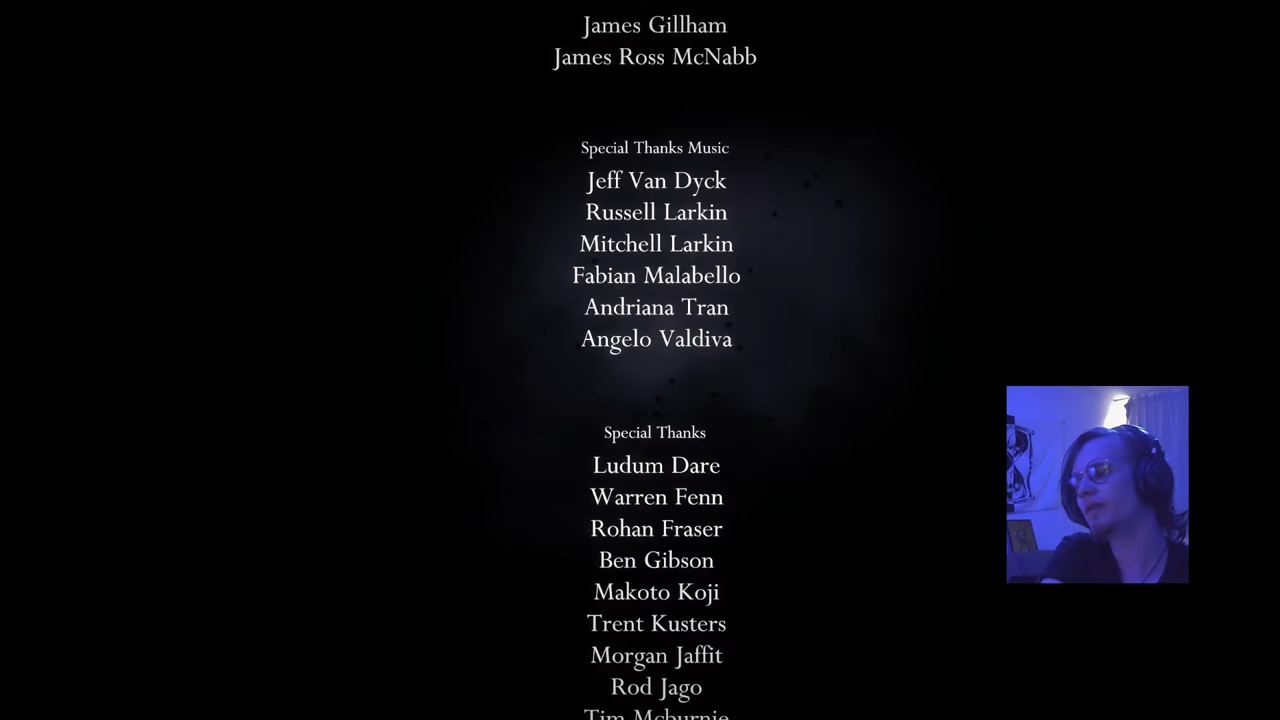 James Gillham
James Ross McNabb
Special Thanks Music
Jeff Van Dyck
Russell Larkin
Mitchell Larkin
Fabian Malabello
Andriana Tran
Angelo Valdiva
Special Thanks
Ludum Dare
Warren Fenn
Rohan Fraser
Ben Gibson
Makoto Koji
Trent Kusters
Morgan Jaffit
Rod Jago
Tim Mcburnie